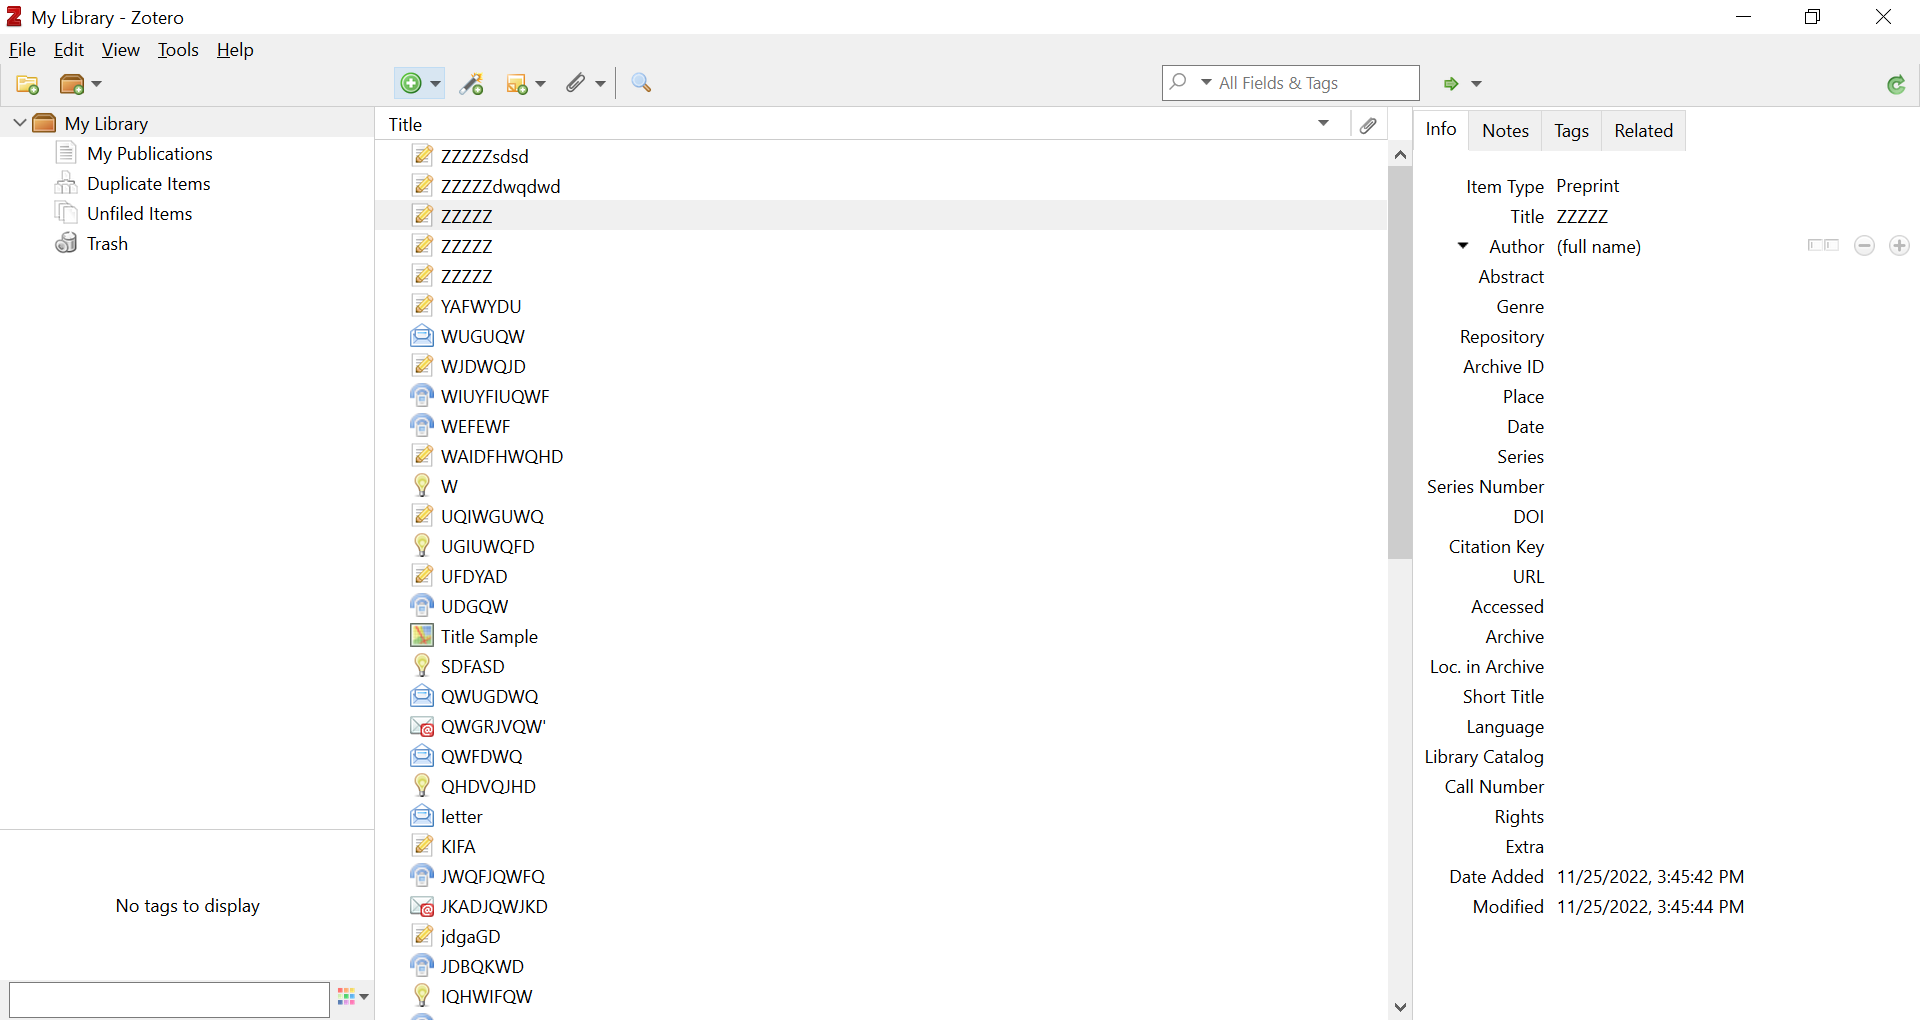 My Library - Zotero
File Edit View Tools Help
All Fields & Tags
My Library
My Publications
Duplicate Items
Unfiled Items
Trash
No tags to display
Title
ZZZZZsdsd
ZZZZZdwqdwd
ZZZZZ
ZZZZZ
ZZZZZ
YAFWYDU
WUGUQW
WJDWQJD
WIUYFIUQWF
WEFEWF
WAIDFHWQHD
W
UQIWGUWQ
UGIUWQFD
UFDYAD
UDGQW
Title Sample
SDFASD
QWUGDWQ
QWGRJVQW'
QWFDWQ
QHDVQJHD
letter
KIFA
JWQFJQWFQ
JKADJQWJKD
jdgaGD
JDBQKWD
IQHWIFQW
Info Notes Tags Related
Item Type Preprint
Title ZZZZZ
Author (full name)
Abstract
Genre
Repository
Archive ID
Place
Date
Series
Series Number
DOI
Citation Key
URL
Accessed
Archive
Loc. in Archive
Short Title
Language
Library Catalog
Call Number
Rights
Extra
Date Added 11/25/2022, 3:45:42 PM
Modified 11/25/2022, 3:45:44 PM